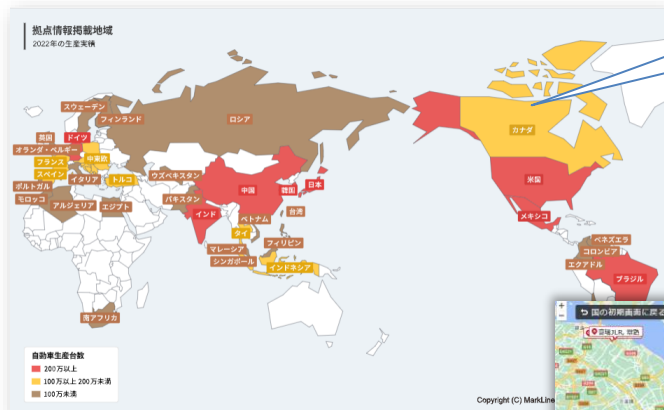 拠点情報掲載地域
2022年の生産実績
スウェーデン
フィンランド
ロシア
カナダ
英国
ドイツ
オランダ・ベルギー
フランス
中東欧
スペイン
イタリア
トルコ
ウズベキスタン
ポルトガル
モロッコ
アルジェリア
エジプト
パキスタン
中国
韓国
日本
米国
インド
台湾
メキシコ
ベトナム
タイ
フィリピン
マレーシア
シンガポール
インドネシア
ベネズエラ
コロンビア
エクアドル
ブラジル
南アフリカ
国の初期画面に戻る
自動車生産台数
200万以上
100万以上 200万未満
100万未満
Copyright (C) MarkLine